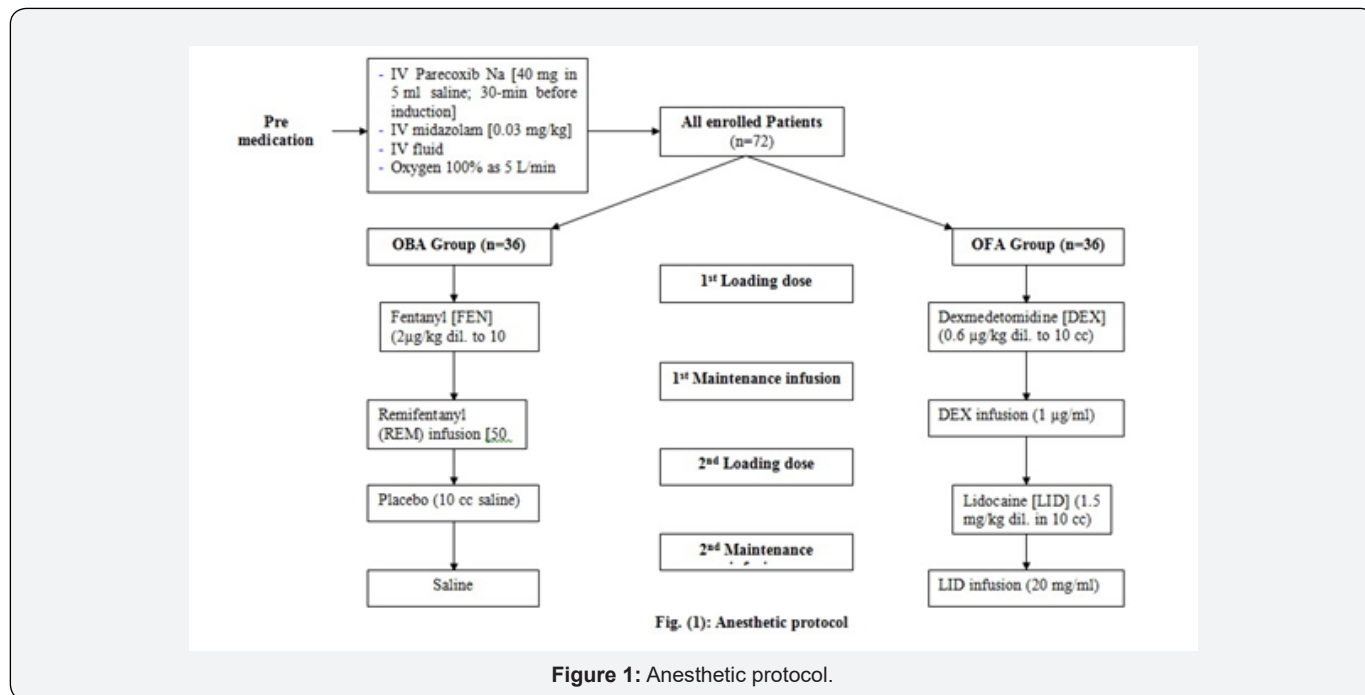 Pre
medication
- IV Parecoxib Na [40 mg in
5 ml saline; 30-min before
induction]
- IV midazolam [0.03 mg/kg]
- IV fluid
- Oxygen 100% as 5 L/min
All enrolled Patients
(n=72)
OBA Group (n=36)
OFA Group (n=36)
1st Loading dose
Fentanyl [FEN]
(2µg/kg dil. to 10
Dexmedetomidine [DEX]
(0.6 µg/kg dil. to 10 cc)
1st Maintenance infusion
Remifentanyl
(REM) infusion [50
DEX infusion (1 µg/ml)
2nd Loading dose
Placebo (10 cc saline)
Lidocaine [LID] (1.5
mg/kg dil. in 10 cc)
2nd Maintenance
Saline
LID infusion (20 mg/ml)
Fig. (1): Anesthetic protocol
Figure 1: Anesthetic protocol.